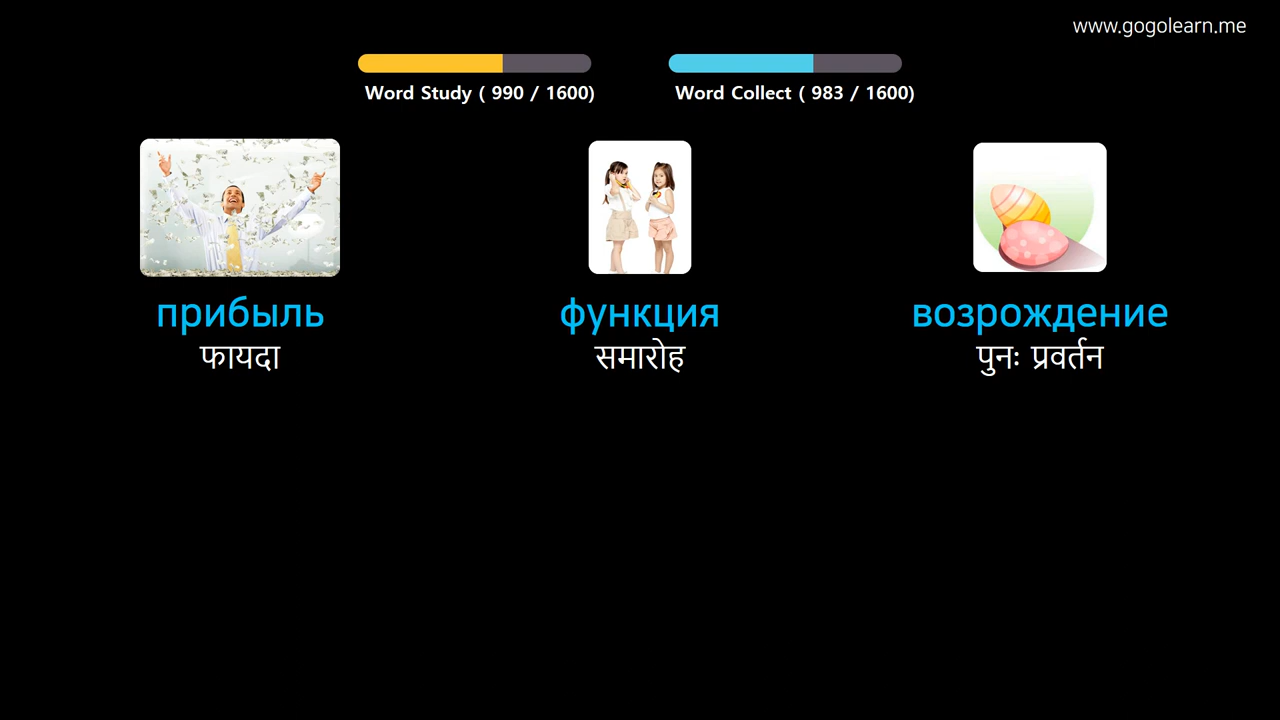 www.gogolearn.me
Word Study ( 990 / 1600)
Word Collect ( 983 / 1600)
прибыль
функция
возрождение
फायदा
समारोह
पुनः प्रवर्तन